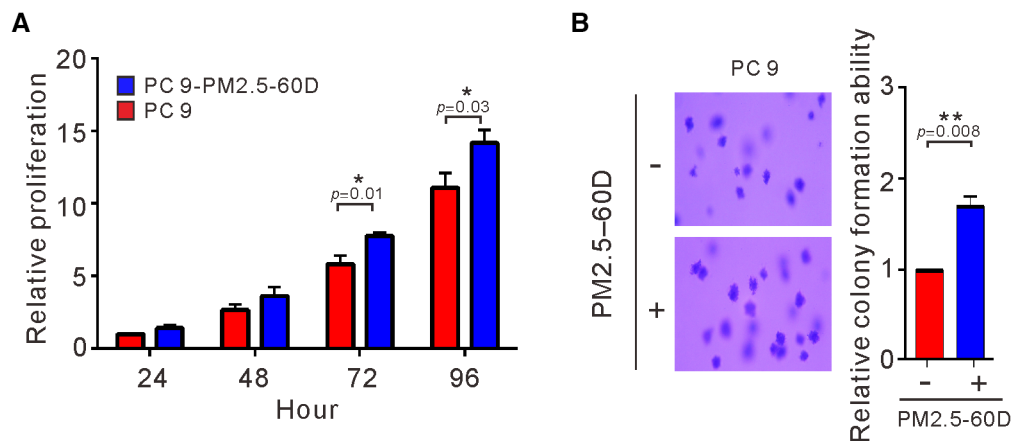 A
Relative proliferation
20
15
10
5
0
PC 9-PM2.5-60D
PC 9
*
p=0.01
*
p=0.03
24 48 72 96
Hour
B
PC 9
PM2.5–60D
-
+
Relative colony formation ability
3
2
1
0
**
p=0.008
- +
PM2.5-60D